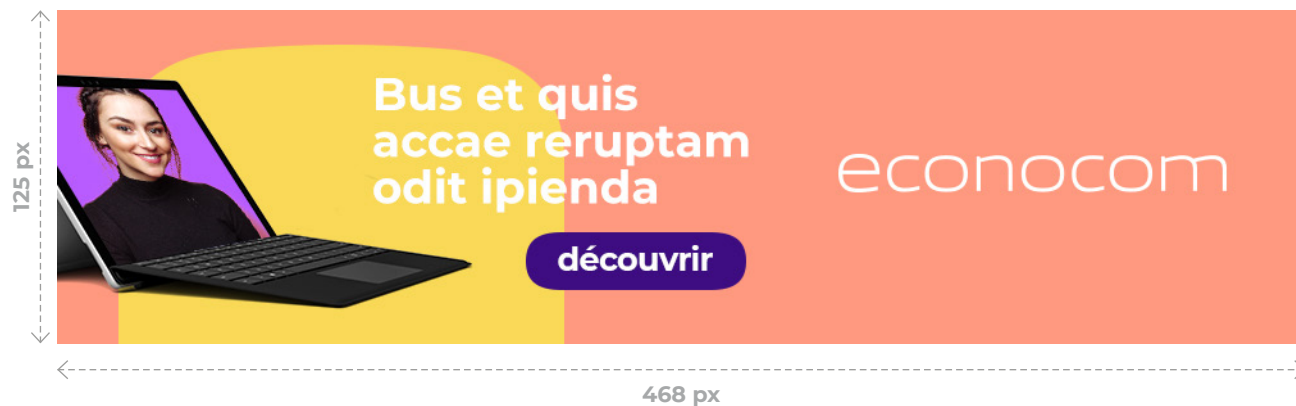 125 px
Bus et quis
accae reruptam
odit ipienda
découvrir
econocom
468 px